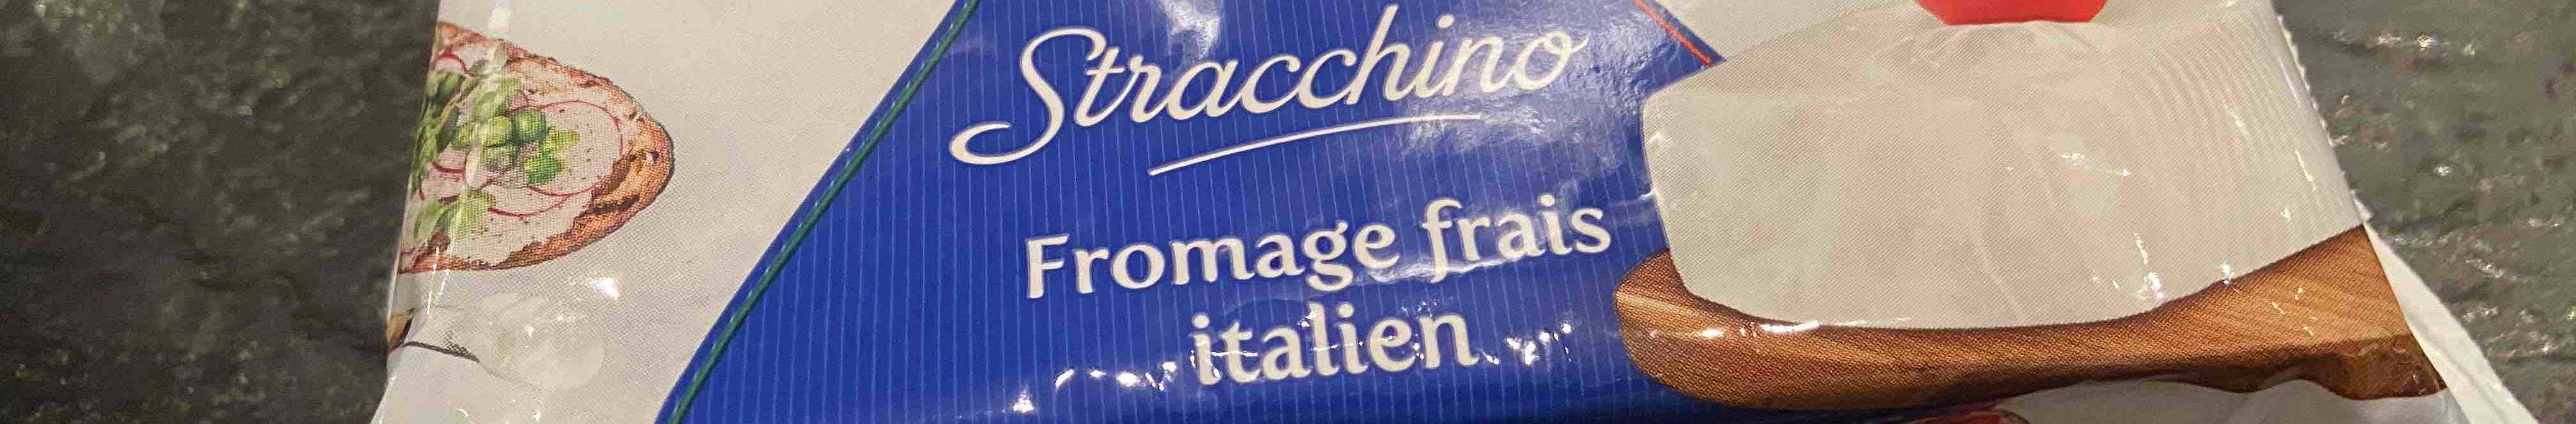 Stracchino
Fromage frais
italien